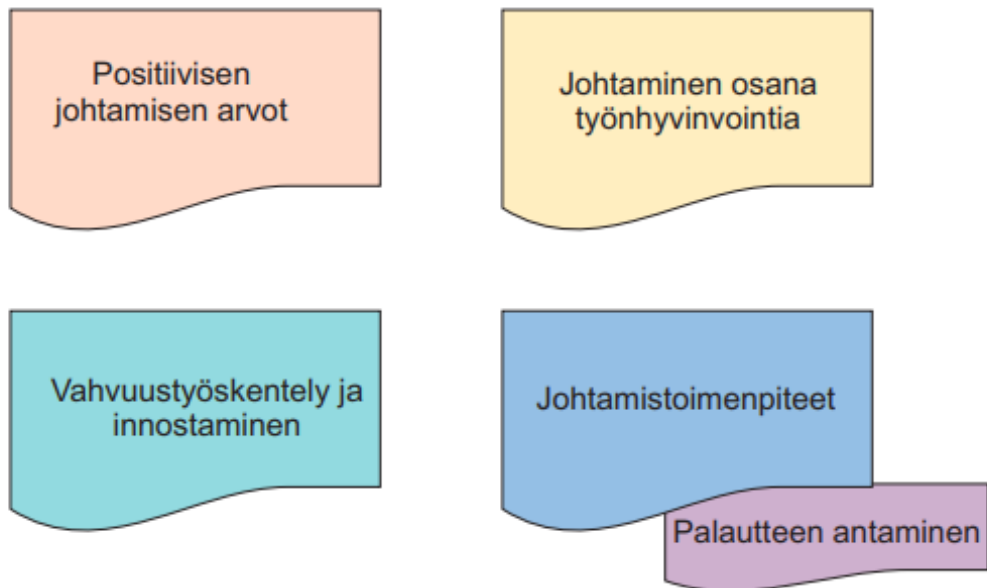 Positiivisen
johtamisen arvot
Johtaminen osana
työnhyvinvointia
Vahvuustyöskentely ja
innostaminen
Johtamistoimenpiteet
Palautteen antaminen